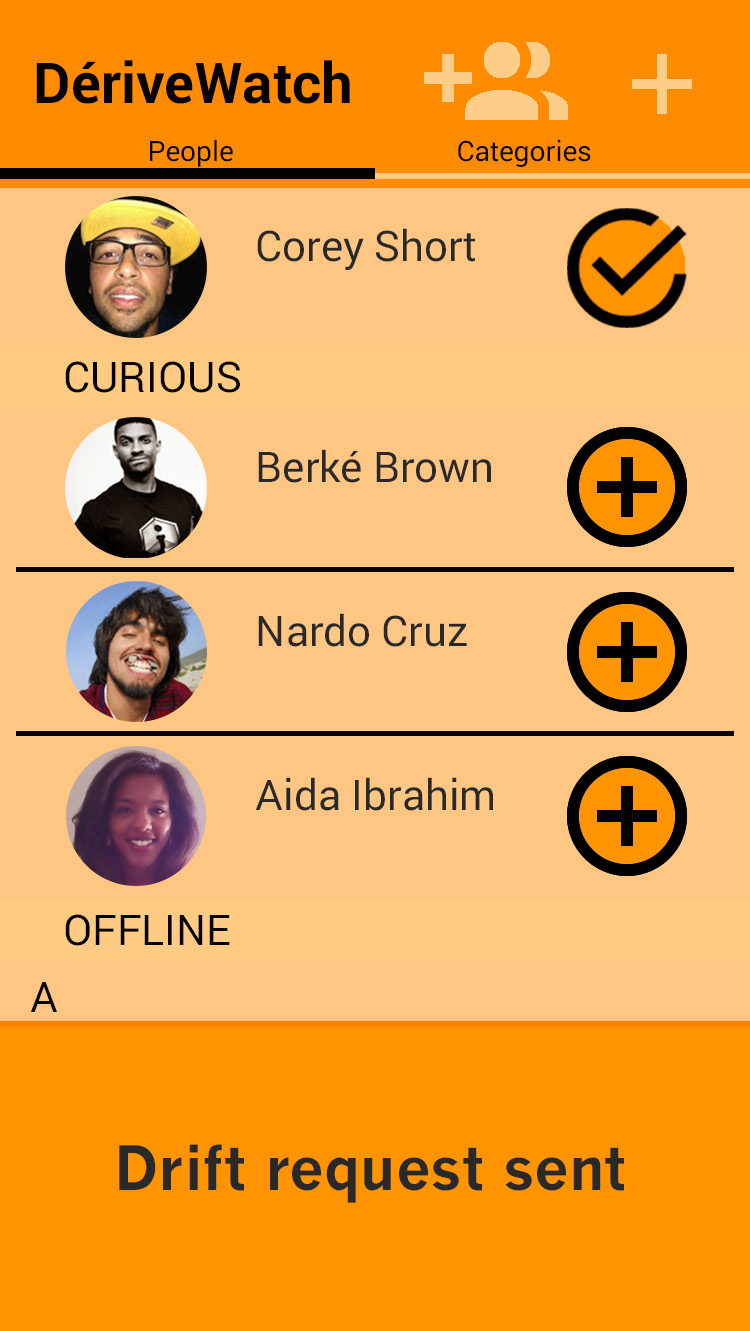 DériveWatch
People Categories
Corey Short
CURIOUS
Berké Brown
Nardo Cruz
Aida Ibrahim
OFFLINE
A
Drift request sent